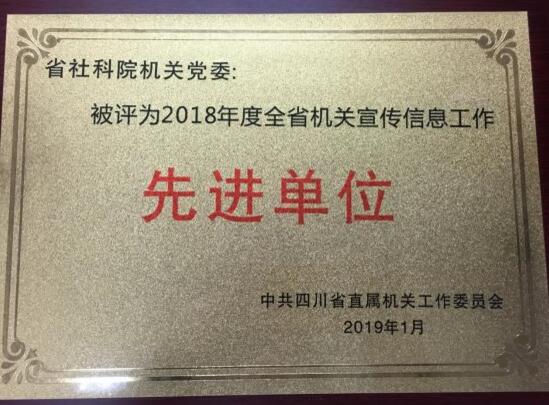 省社科院机关党委:
被评为2018年度全省机关宣传信息工作
先进单位
中共四川省直属机关工作委员会
2019年1月